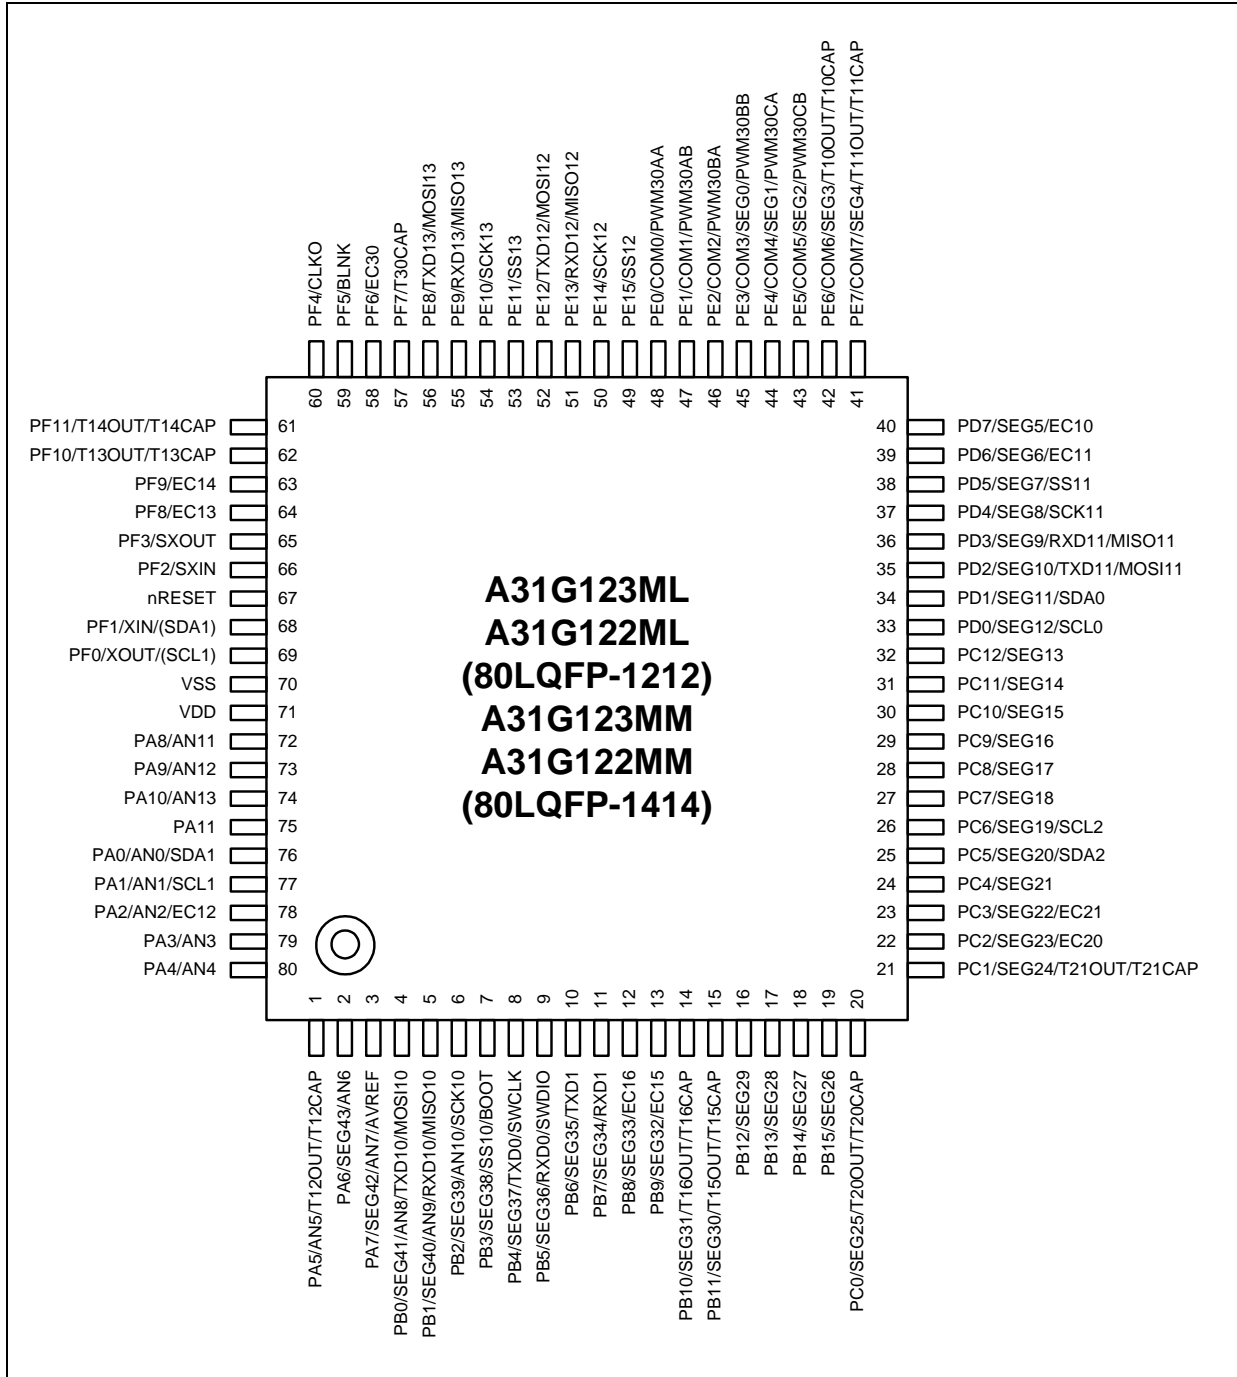 PF4/CLKO
PF5/BLNK
PF6/EC30
PF7/T30CAP
PE8/TXD13/MOSI13
PE9/RXD13/MISO13
PE10/SCK13
PE11/SS13
PE12/TXD12/MOSI12
PE13/RXD12/MISO12
PE14/SCK12
PE15/SS12
PE0/COM0/PWM30AA
PE1/COM1/PWM30AB
PE2/COM2/PWM30BA
PE3/COM3/SEG0/PWM30BB
PE4/COM4/SEG1/PWM30CA
PE5/COM5/SEG2/PWM30CB
PE6/COM6/SEG3/T10OUT/T10CAP
PE7/COM7/SEG4/T11OUT/T11CAP
60 59 58 57 56 55 54 53 52 51 50 49 48 47 46 45 44 43 42 41
PF11/T14OUT/T14CAP 61
PF10/T13OUT/T13CAP 62
PF9/EC14 63
PF8/EC13 64
PF3/SXOUT 65
PF2/SXIN 66
nRESET 67
PF1/XIN/(SDA1) 68
PF0/XOUT/(SCL1) 69
VSS 70
VDD 71
PA8/AN11 72
PA9/AN12 73
PA10/AN13 74
PA11 75
PA0/AN0/SDA1 76
PA1/AN1/SCL1 77
PA2/AN2/EC12 78
PA3/AN3 79
PA4/AN4 80
A31G123ML
A31G122ML
(80LQFP-1212)
A31G123MM
A31G122MM
(80LQFP-1414)
40 PD7/SEG5/EC10
39 PD6/SEG6/EC11
38 PD5/SEG7/SS11
37 PD4/SEG8/SCK11
36 PD3/SEG9/RXD11/MISO11
35 PD2/SEG10/TXD11/MOSI11
34 PD1/SEG11/SDA0
33 PD0/SEG12/SCL0
32 PC12/SEG13
31 PC11/SEG14
30 PC10/SEG15
29 PC9/SEG16
28 PC8/SEG17
27 PC7/SEG18
26 PC6/SEG19/SCL2
25 PC5/SEG20/SDA2
24 PC4/SEG21
23 PC3/SEG22/EC21
22 PC2/SEG23/EC20
21 PC1/SEG24/T21OUT/T21CAP
1 2 3 4 5 6 7 8 9 10 11 12 13 14 15 16 17 18 19 20
PA5/AN5/T12OUT/T12CAP
PA6/SEG43/AN6
PA7/SEG42/AN7/AVREF
PB0/SEG41/AN8/TXD10/MOSI10
PB1/SEG40/AN9/RXD10/MISO10
PB2/SEG39/AN10/SCK10
PB3/SEG38/SS10/BOOT
PB4/SEG37/TXD0/SWCLK
PB5/SEG36/RXD0/SWDIO
PB6/SEG35/TXD1
PB7/SEG34/RXD1
PB8/SEG33/EC16
PB9/SEG32/EC15
PB10/SEG31/T16OUT/T16CAP
PB11/SEG30/T15OUT/T15CAP
PB12/SEG29
PB13/SEG28
PB14/SEG27
PB15/SEG26
PC0/SEG25/T20OUT/T20CAP